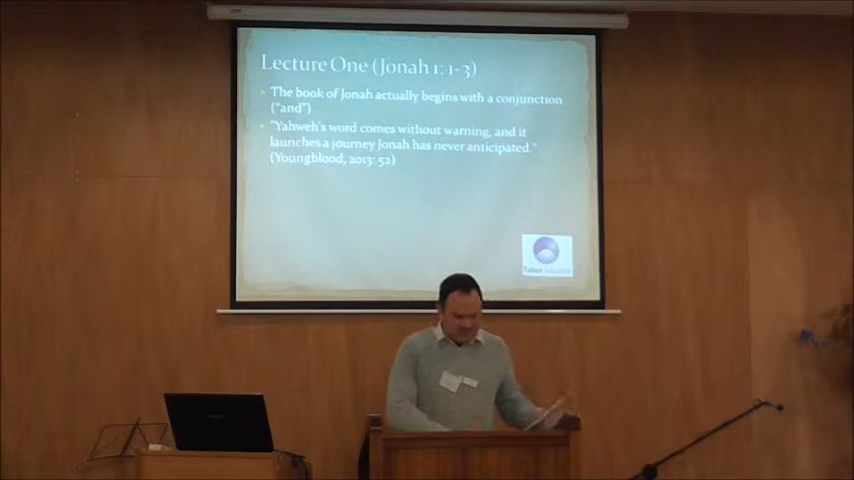 Lecture One (Jonah 1: 1-3)
The book of Jonah actually begins with a conjunction
("and")
"Yahweh's word comes without warning, and it
launches a journey Jonah has never anticipated."
(Youngblood, 2013: 52)
Tabor